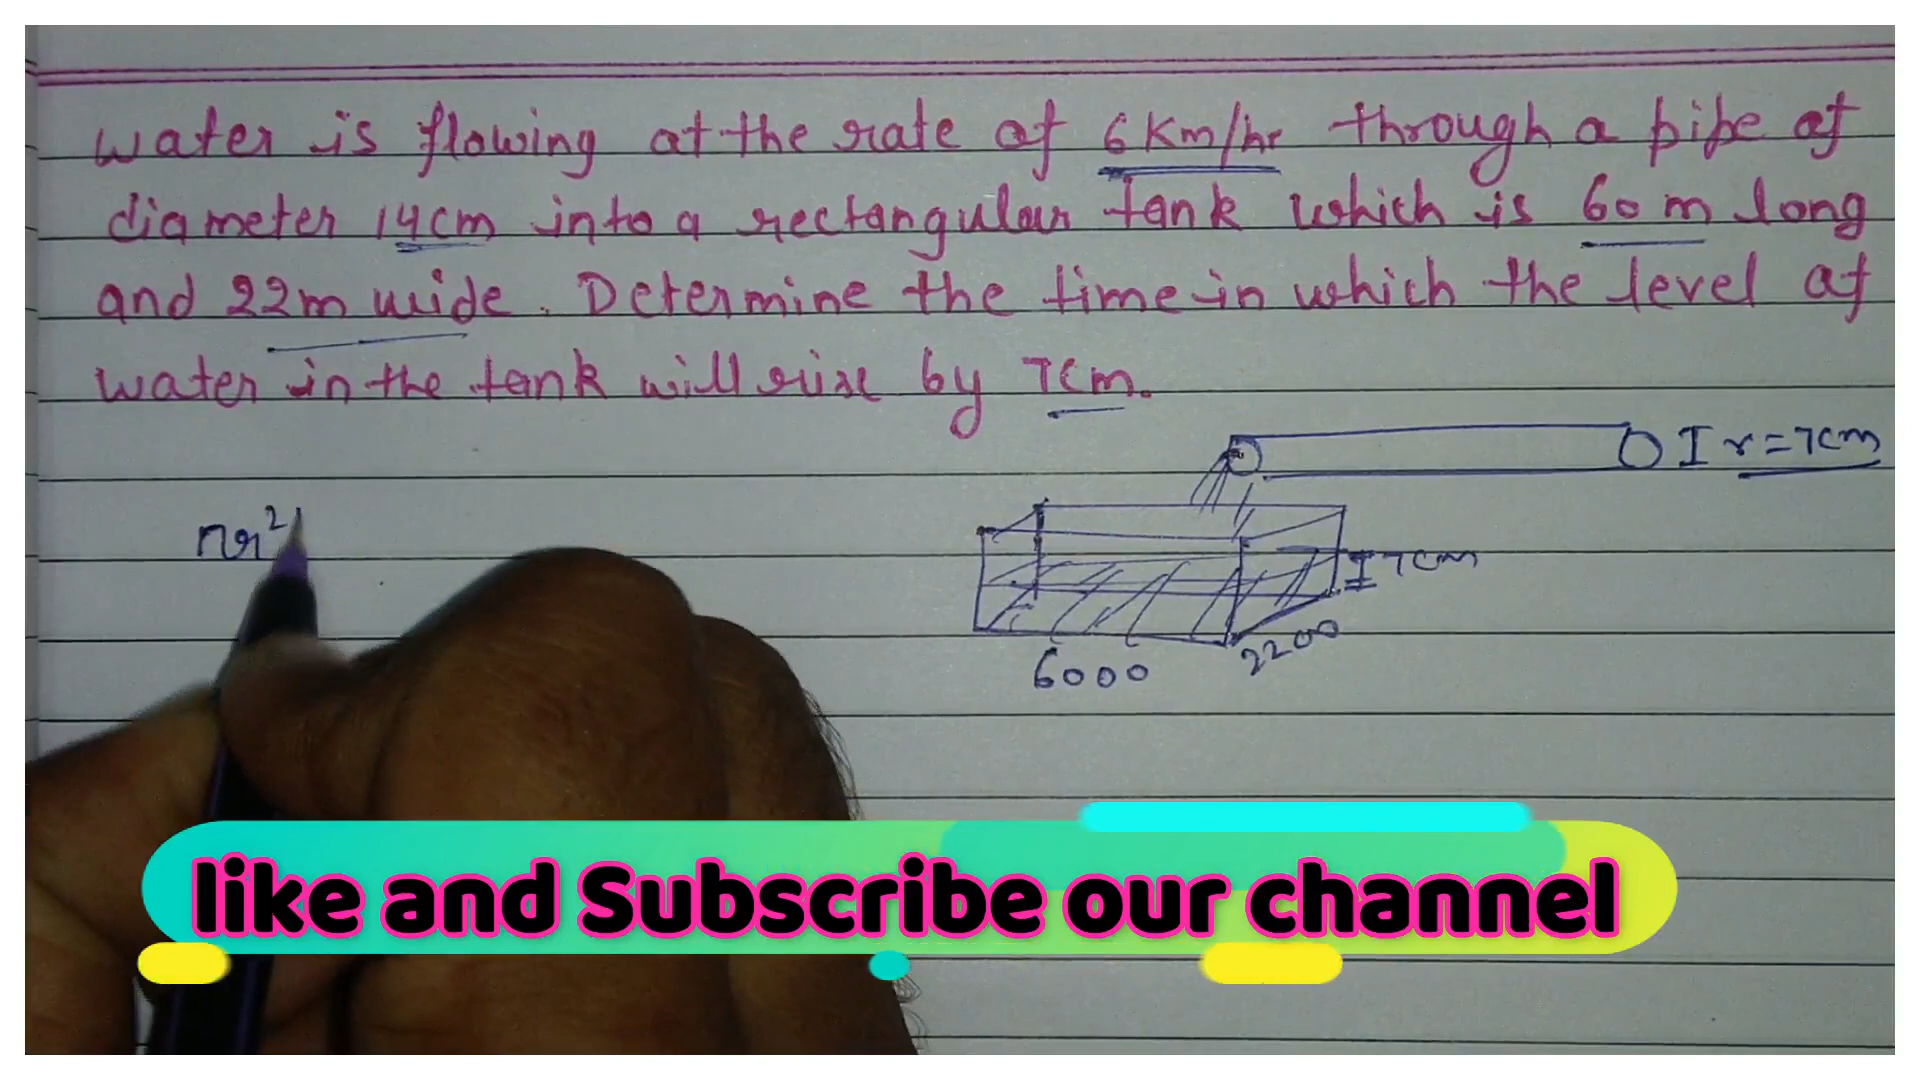 water is flowing at the rate of 6 Km/hr through a pipe of
diameter 14cm into a rectangular tank which is 60 m long
and 22m wide. Determine the time in which the level of
water in the tank will rise by 7cm.
r=7cm
πr²
7cm
2200
6000
like and Subscribe our channel